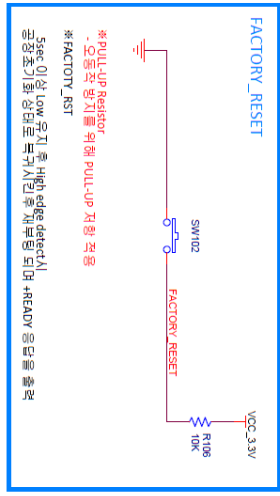 FACTORY_RESET
SW102
FACTORY_RESET
VCC_3.3V
R106
10K
※PULL-UP Resistor
- 오동작 방지를 위해 PULL-UP 저항 적용
※FACTOTY_RST
5sec 이상 Low 유지 후 High edge detect시
공장초기화 상태로 복귀시킨 후 재부팅 되며 +READY 응답을 출력